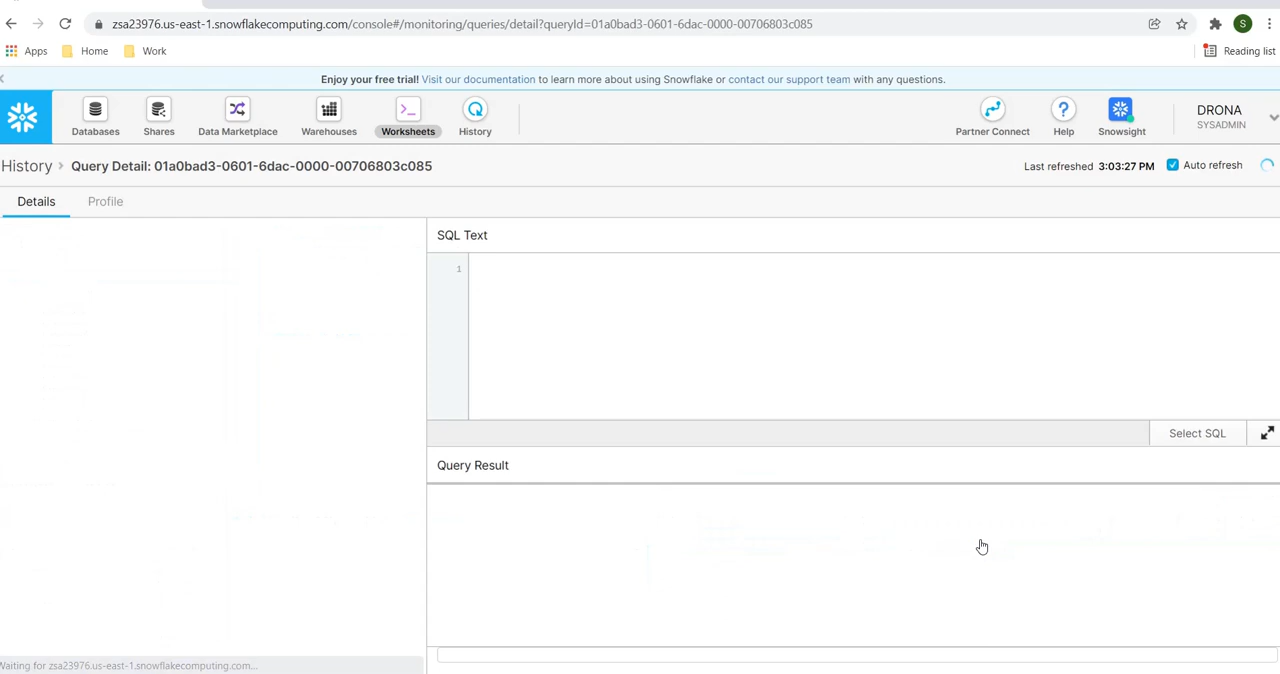 zsa23976.us-east-1.snowflakecomputing.com/console#/monitoring/queries/detail?queryId=01a0bad3-0601-6dac-0000-00706803c085
S
Apps Home Work Reading list
Enjoy your free trial! Visit our documentation to learn more about using Snowflake or contact our support team with any questions.
Databases Shares Data Marketplace Warehouses Worksheets History Partner Connect Help Snowsight
DRONA
SYSADMIN
History > Query Detail: 01a0bad3-0601-6dac-0000-00706803c085 Last refreshed 3:03:27 PM Auto refresh
Details Profile
SQL Text
1
Select SQL
Query Result
Waiting for zsa23976.us-east-1.snowflakecomputing.com...